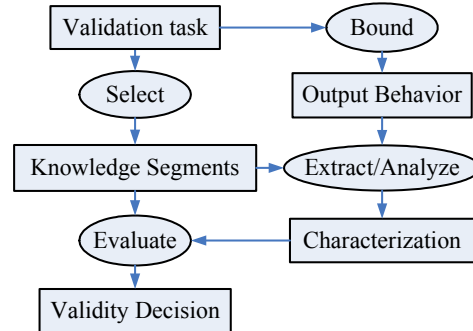 Validation task
Bound
Select
Output Behavior
Knowledge Segments
Extract/Analyze
Evaluate
Characterization
Validity Decision